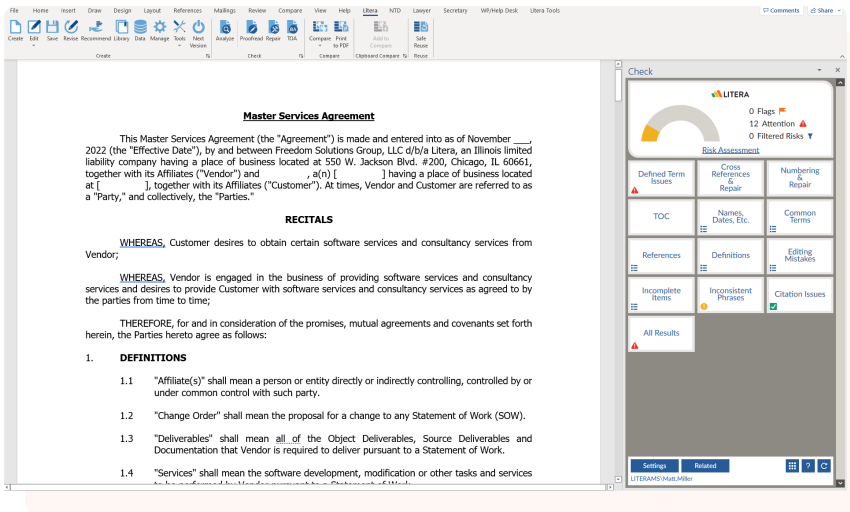 File Home Insert Draw Design Layout References Mailings Review Compare View Help Litera NTD Lawyer Secretary WP/Help Desk Litera Tools Comments Share
Create Edit Save Revise Recommend Library Data Manage Tools Next Version Analyze Proofread Repair TDA Compare Print to PDF Add to Compare Safe Reuse
Create Check Compare Clipboard Compare Reuse
Master Services Agreement
This Master Services Agreement (the "Agreement") is made and entered into as of November ___,
2022 (the "Effective Date"), by and between Freedom Solutions Group, LLC d/b/a Litera, an Illinois limited
liability company having a place of business located at 550 W. Jackson Blvd. #200, Chicago, IL 60661,
together with its Affiliates ("Vendor") and , a(n) [ ] having a place of business located
at [ ], together with its Affiliates ("Customer"). At times, Vendor and Customer are referred to as
a "Party," and collectively, the "Parties."
RECITALS
WHEREAS, Customer desires to obtain certain software services and consultancy services from
Vendor;
WHEREAS, Vendor is engaged in the business of providing software services and consultancy
services and desires to provide Customer with software services and consultancy services as agreed to by
the parties from time to time;
THEREFORE, for and in consideration of the promises, mutual agreements and covenants set forth
herein, the Parties hereto agree as follows:
1. DEFINITIONS
1.1 "Affiliate(s)" shall mean a person or entity directly or indirectly controlling, controlled by or
under common control with such party.
1.2 "Change Order" shall mean the proposal for a change to any Statement of Work (SOW).
1.3 "Deliverables" shall mean all of the Object Deliverables, Source Deliverables and
Documentation that Vendor is required to deliver pursuant to a Statement of Work.
1.4 "Services" shall mean the software development, modification or other tasks and services
to be performed by Vendor pursuant to a Statement of Work.
Check
LITERA
0 Flags
12 Attention
0 Filtered Risks
Risk Assessment
Defined Term
Issues
Cross
References
&
Repair
Numbering
&
Repair
TOC
Names,
Dates, Etc.
Common
Terms
References
Definitions
Editing
Mistakes
Incomplete
Items
Inconsistent
Phrases
Citation Issues
All Results
Settings Related ?
LITERAMS\Matt.Miller